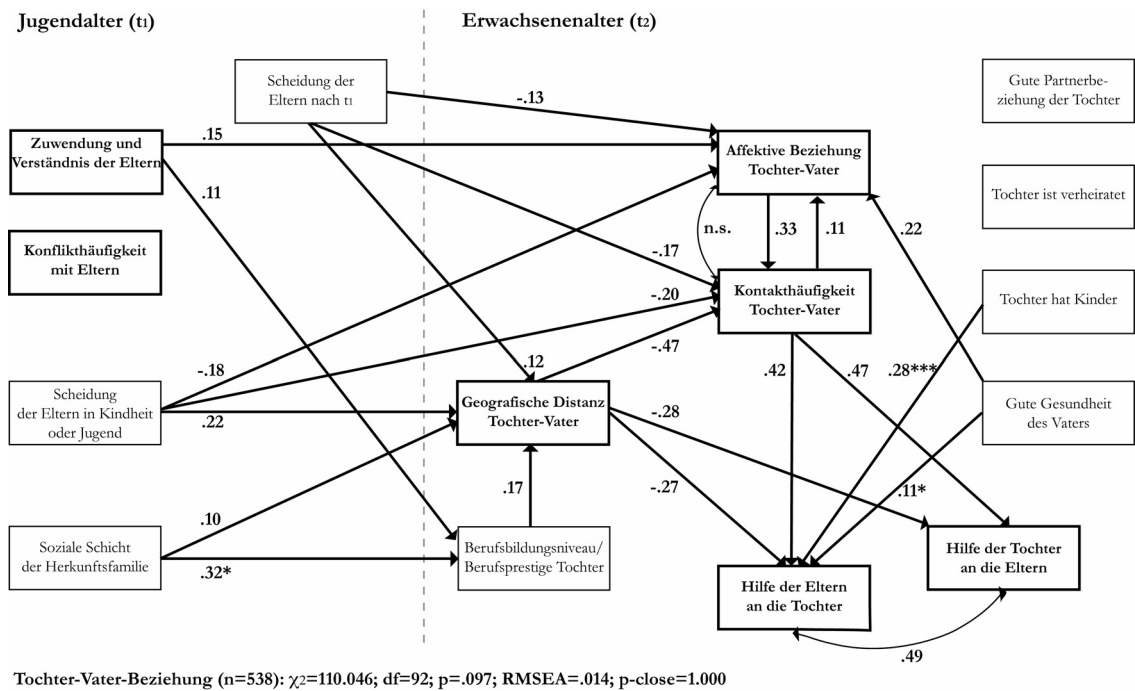 Jugendalter (t1)
Erwachsenenalter (t2)
Scheidung der
Eltern nach t1
Gute Partnerbe-
ziehung der Tochter
-.13
.15
Zuwendung und
Verständnis der Eltern
Affektive Beziehung
Tochter-Vater
.11
Tochter ist verheiratet
n.s.
.33
.11
.22
Konflikthäufigkeit
mit Eltern
-.17
Kontakthäufigkeit
Tochter-Vater
Tochter hat Kinder
-.20
-.47
-.18
.12
.42
.47
.28***
Scheidung
der Eltern in Kindheit
oder Jugend
.22
Geografische Distanz
Tochter-Vater
-.28
Gute Gesundheit
des Vaters
-.27
.17
.11*
.10
Soziale Schicht
der Herkunftsfamilie
.32*
Berufsbildungsniveau/
Berufsprestige Tochter
Hilfe der Tochter
an die Eltern
Hilfe der Eltern
an die Tochter
.49
Tochter-Vater-Beziehung (n=538): χ2=110.046; df=92; p=.097; RMSEA=.014; p-close=1.000